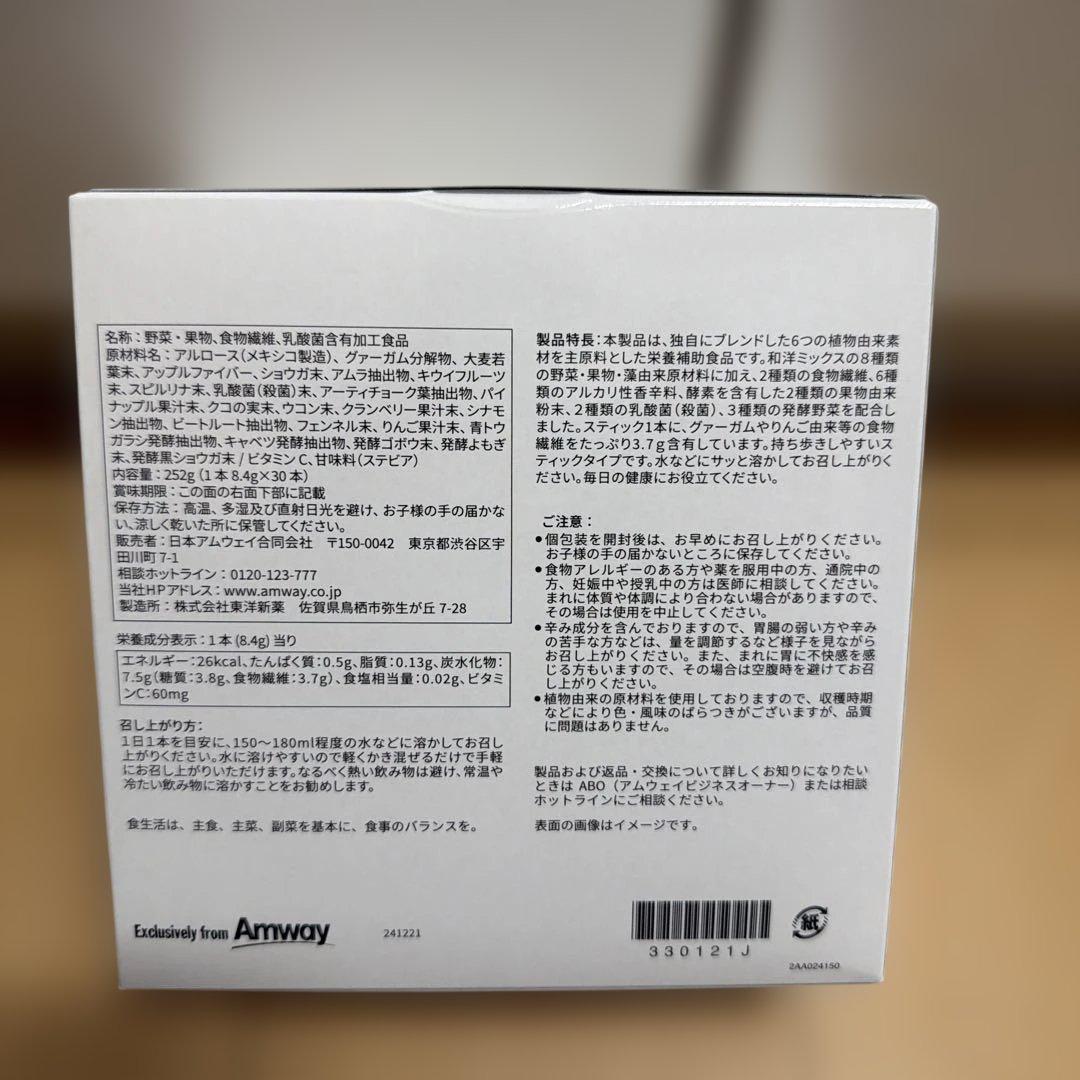 名称：野菜・果物、食物繊維、乳酸菌含有加工食品
原材料名：アルロース（メキシコ製造）、グァーガム分解物、大麦若
葉末、アップルファイバー、ショウガ末、アムラ抽出物、キウイフルーツ
末、スピルリナ末、乳酸菌（殺菌）末、アーティチョーク葉抽出物、パイ
ナップル果汁末、クコの実末、ウコン末、クランベリー果汁末、シナモン
抽出物、ビートルート抽出物、フェンネル末、りんご果汁末、青トウ
ガラシ発酵抽出物、キャベツ発酵抽出物、発酵ゴボウ末、発酵よもぎ
末、発酵黒ショウガ末 / ビタミンC、甘味料（ステビア）
内容量：252g（1本 8.4g×30本）
賞味期限：この面の右面下部に記載
保存方法：高温、多湿及び直射日光を避け、お子様の手の届かな
い、涼しく乾いた所に保管してください。
販売者：日本アムウェイ合同会社 〒150-0042 東京都渋谷区宇
田川町 7-1
相談ホットライン：0120-123-777
当社HPアドレス：www.amway.co.jp
製造所：株式会社東洋新薬 佐賀県鳥栖市弥生が丘 7-28
栄養成分表示：1本 (8.4g) 当り
エネルギー：26kcal、たんぱく質：0.5g、脂質：0.13g、炭水化物：
7.5g（糖質：3.8g、食物繊維：3.7g）、食塩相当量：0.02g、ビタミ
ンC：60mg
召し上がり方：
1日1本を目安に、150～180ml程度の水などに溶かしてお召し
上がりください。水に溶けやすいので軽くかき混ぜるだけで手軽
にお召し上がりいただけます。なるべく熱い飲み物は避け、常温や
冷たい飲み物に溶かすことをお勧めします。
食生活は、主食、主菜、副菜を基本に、食事のバランスを。
Exclusively from Amway
241221
製品特長：本製品は、独自にブレンドした6つの植物由来素
材を主原料とした栄養補助食品です。和洋ミックスの8種類
の野菜・果物・藻由来原材料に加え、2種類の食物繊維、6種
類のアルカリ性香辛料、酵素を含有した2種類の果物由来
粉末、2種類の乳酸菌（殺菌）、3種類の発酵野菜を配合し
ました。スティック1本に、グァーガムやりんご由来等の食物
繊維をたっぷり3.7g含有しています。持ち歩きしやすいス
ティックタイプです。水などにサッと溶かしてお召し上がりく
ださい。毎日の健康にお役立てください。
ご注意：
●個包装を開封後は、お早めにお召し上がりください。
お子様の手の届かないところに保存してください。
●食物アレルギーのある方や薬を服用中の方、通院中の
方、妊娠中や授乳中の方は医師に相談してください。
まれに体質や体調により合わない場合がありますので、
その場合は使用を中止してください。
●辛み成分を含んでおりますので、胃腸の弱い方や辛み
の苦手な方などは、量を調節するなど様子を見ながら
お召し上がりください。また、まれに胃に不快感を感
じる方もいますので、その場合は空腹時を避けてお召
し上がりください。
●植物由来の原材料を使用しておりますので、収穫時期
などにより色・風味のばらつきがございますが、品質
に問題はありません。
製品および返品・交換について詳しくお知りになりたい
ときは ABO（アムウェイビジネスオーナー）または相談
ホットラインにご相談ください。
表面の画像はイメージです。
330121J
紙
2AA024150